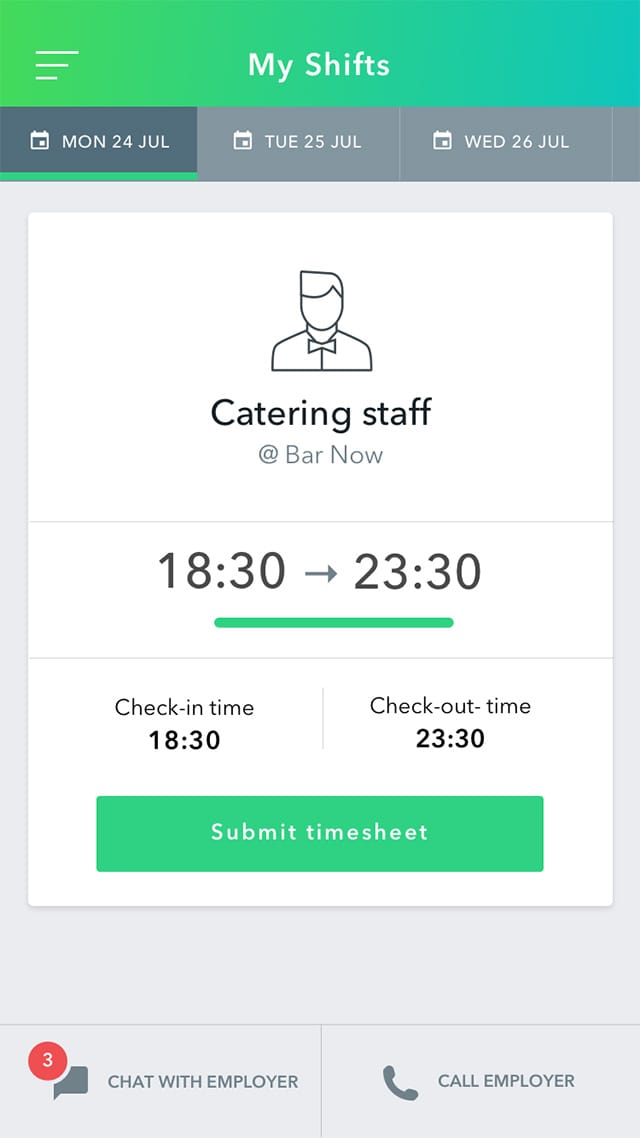 My Shifts
MON 24 JUL
TUE 25 JUL
WED 26 JUL
Catering staff
@ Bar Now
18:30 → 23:30
Check-in time
18:30
Check-out- time
23:30
Submit timesheet
3
CHAT WITH EMPLOYER
CALL EMPLOYER